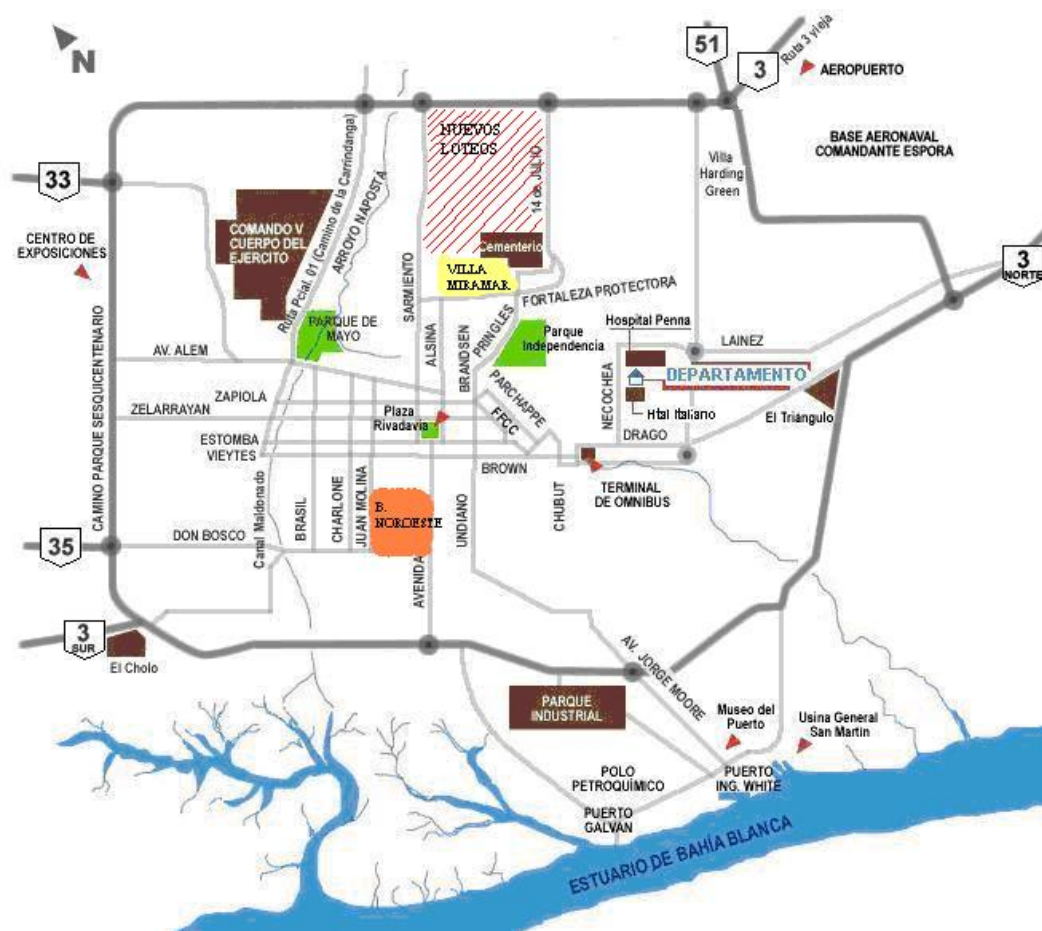 N
51
3
Ruta 3 vieja
AEROPUERTO
BASE AERONAVAL
COMANDANTE ESPORA
33
CENTRO DE
EXPOSICIONES
CAMINO PARQUE SESQUICENTENARIO
COMANDO V
CUERPO DEL
EJERCITO
Ruta Pcial. 01 (Camino de la Carrindanga)
ARROYO NAPOSTÁ
NUEVOS
LOTEOS
14 de JULIO
Villa
Harding
Green
Cementerio
VILLA
MIRAMAR
SARMIENTO
FORTALEZA PROTECTORA
3
NORTE
PARQUE DE
MAYO
ALSINA
BRANDSEN
PRINGLES
Parque
Independencia
Hospital Penna
LAINEZ
AV. ALEM
DEPARTAMENTO
NECOCHEA
PARCHAPPE
FFCC
ZAPIOLA
ZELARRAYAN
Plaza
Rivadavia
Htal Italiano
El Triángulo
DRAGO
ESTOMBA
VIEYTES
BROWN
TERMINAL
DE OMNIBUS
CHUBUT
Canal Maldonado
BRASIL
CHARLONE
JUAN MOLINA
B.
NOROESTE
UNDIANO
35
DON BOSCO
AVENIDA
3
SUR
El Cholo
AV. JORGE MOORE
PARQUE
INDUSTRIAL
Museo del
Puerto
Usina General
San Martin
POLO
PETROQUÍMICO
PUERTO
ING. WHITE
PUERTO
GALVAN
ESTUARIO DE BAHÍA BLANCA